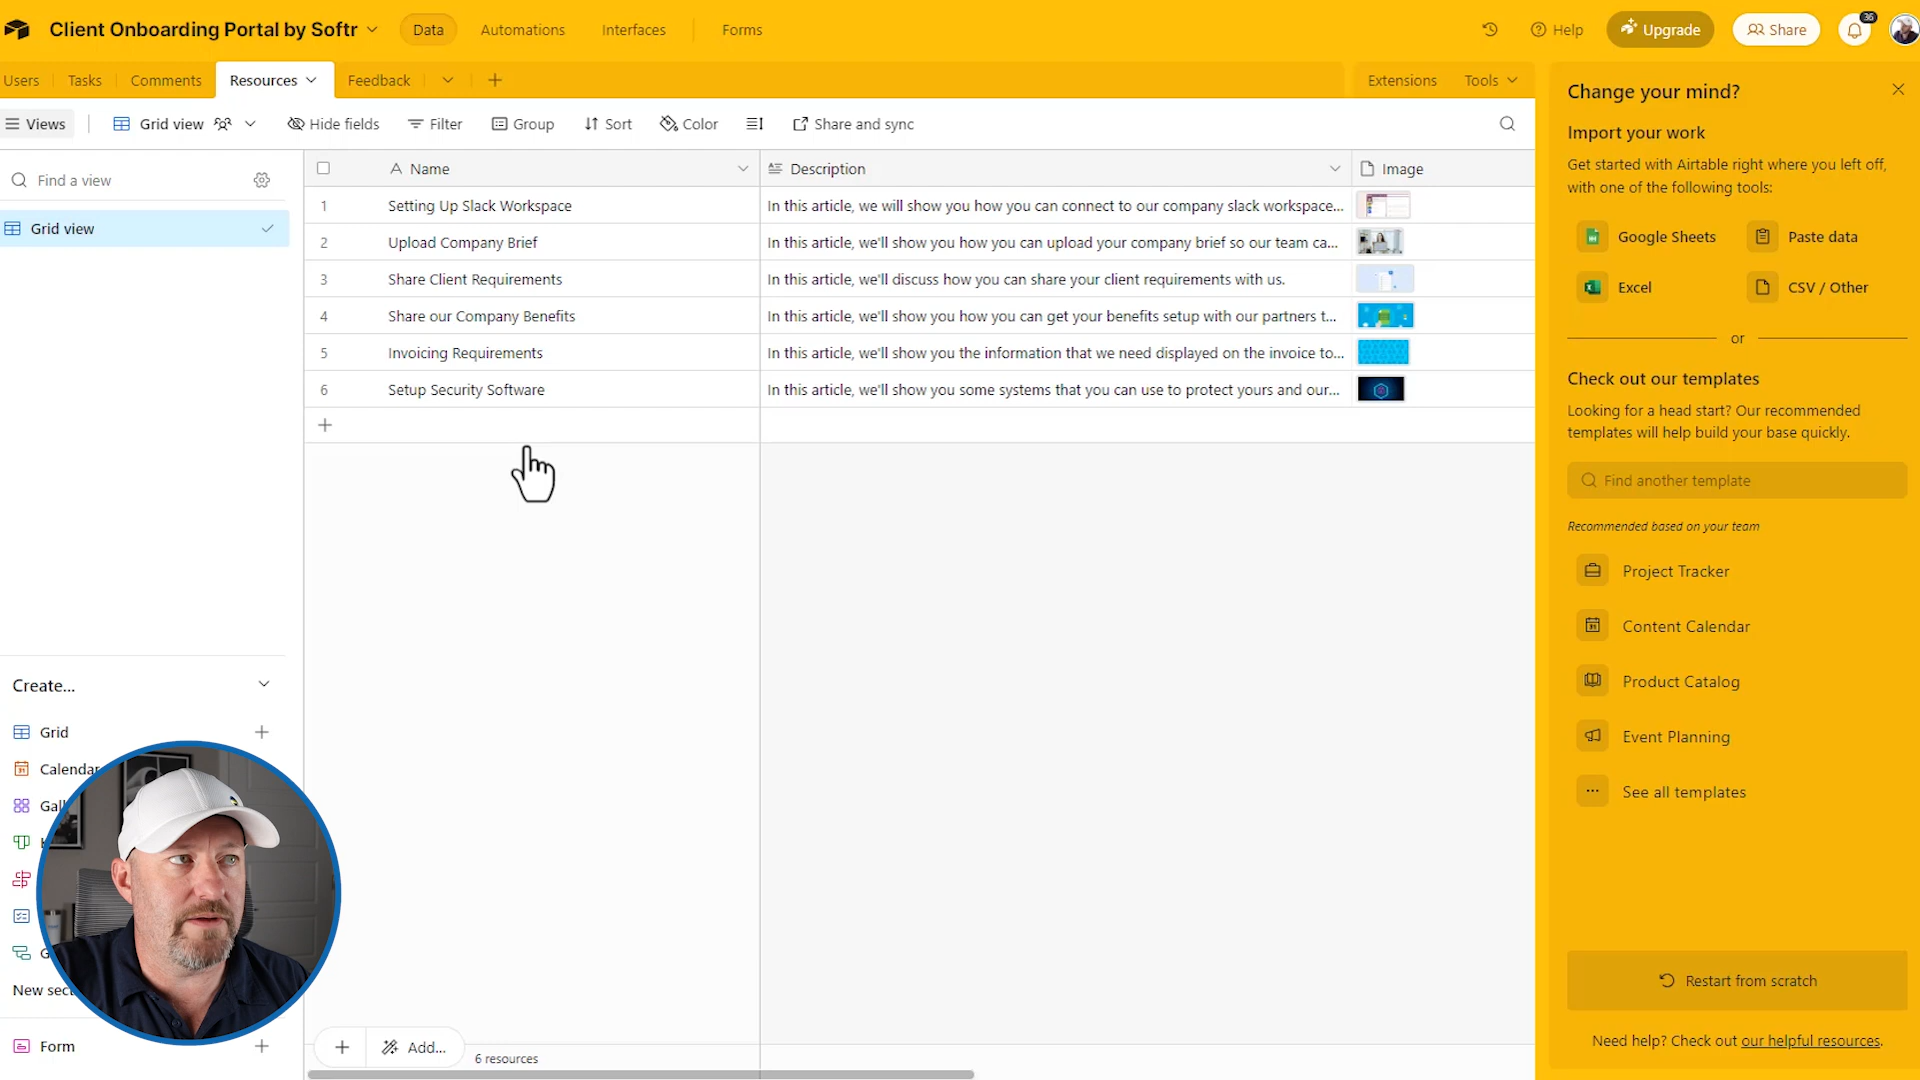 Client Onboarding Portal by Softr
Data
Automations
Interfaces
Forms
Help
Upgrade
Share
36
Users
Tasks
Comments
Resources
Feedback
Extensions
Tools
Views
Grid view
Hide fields
Filter
Group
Sort
Color
Share and sync
Find a view
Grid view
Create...
Grid
Calendar
Gall
New sect
Form
Name
Description
Image
1
Setting Up Slack Workspace
In this article, we will show you how you can connect to our company slack workspace...
2
Upload Company Brief
In this article, we'll show you how you can upload your company brief so our team ca...
3
Share Client Requirements
In this article, we'll discuss how you can share your client requirements with us.
4
Share our Company Benefits
In this article, we'll show you how you can get your benefits setup with our partners t...
5
Invoicing Requirements
In this article, we'll show you the information that we need displayed on the invoice to...
6
Setup Security Software
In this article, we'll show you some systems that you can use to protect yours and our...
Add...
6 resources
Change your mind?
Import your work
Get started with Airtable right where you left off,
with one of the following tools:
Google Sheets
Paste data
Excel
CSV / Other
or
Check out our templates
Looking for a head start? Our recommended
templates will help build your base quickly.
Find another template
Recommended based on your team
Project Tracker
Content Calendar
Product Catalog
Event Planning
See all templates
Restart from scratch
Need help? Check out our helpful resources.